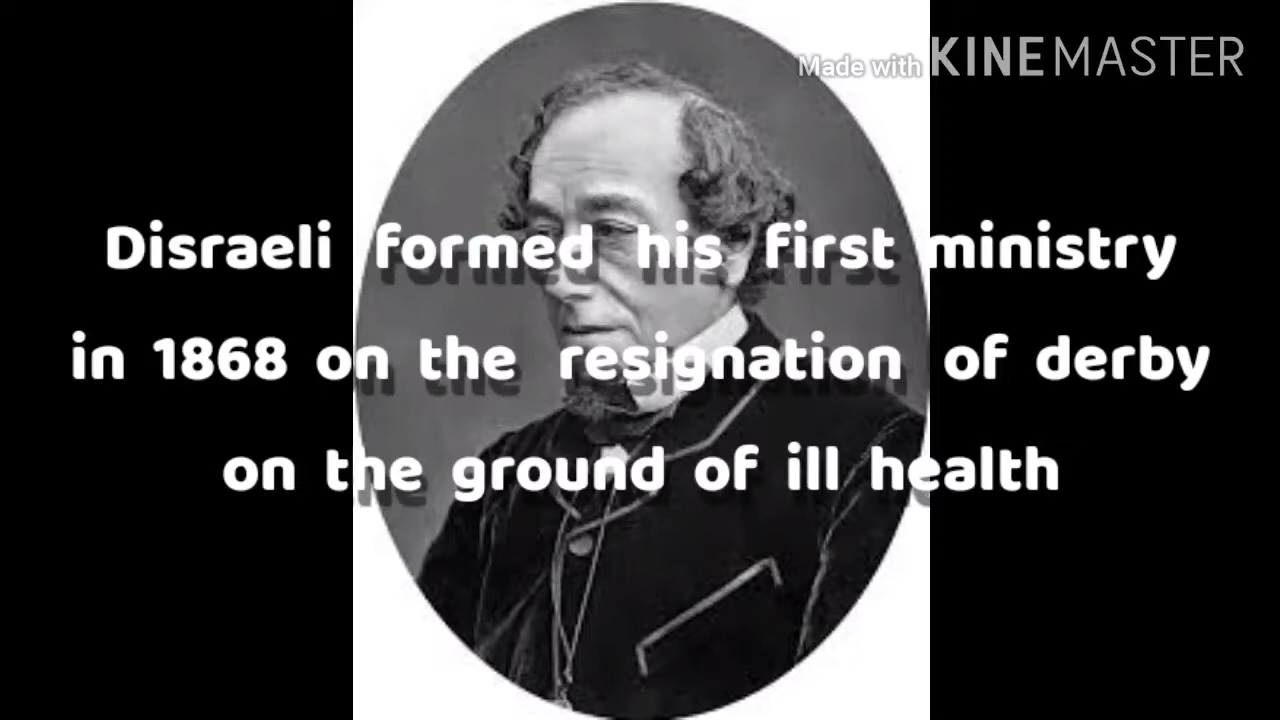 Made with KINEMASTER
Disraeli formed his first ministry
in 1868 on the resignation of derby
on the ground of ill health